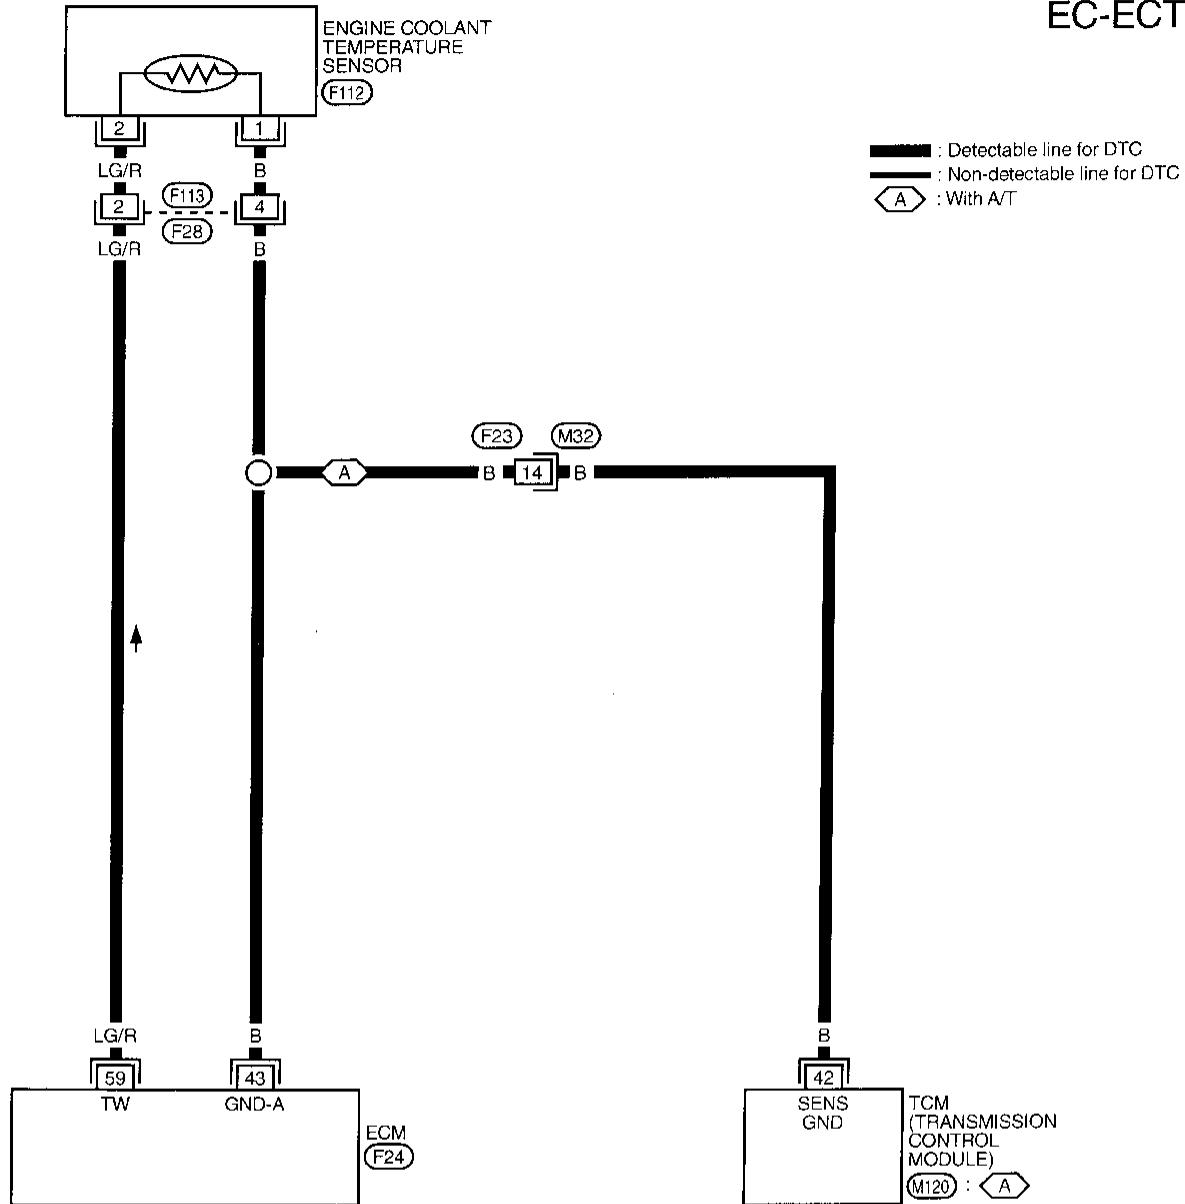 EC-ECT
ENGINE COOLANT
TEMPERATURE
SENSOR
F112
2
1
: Detectable line for DTC
: Non-detectable line for DTC
A : With A/T
LG/R
B
2
F113
4
F28
LG/R
B
F23
M32
A
B
14
B
LG/R
B
B
59
43
42
TW
GND-A
SENS
GND
ECM
F24
TCM
(TRANSMISSION
CONTROL
MODULE)
M120 : A